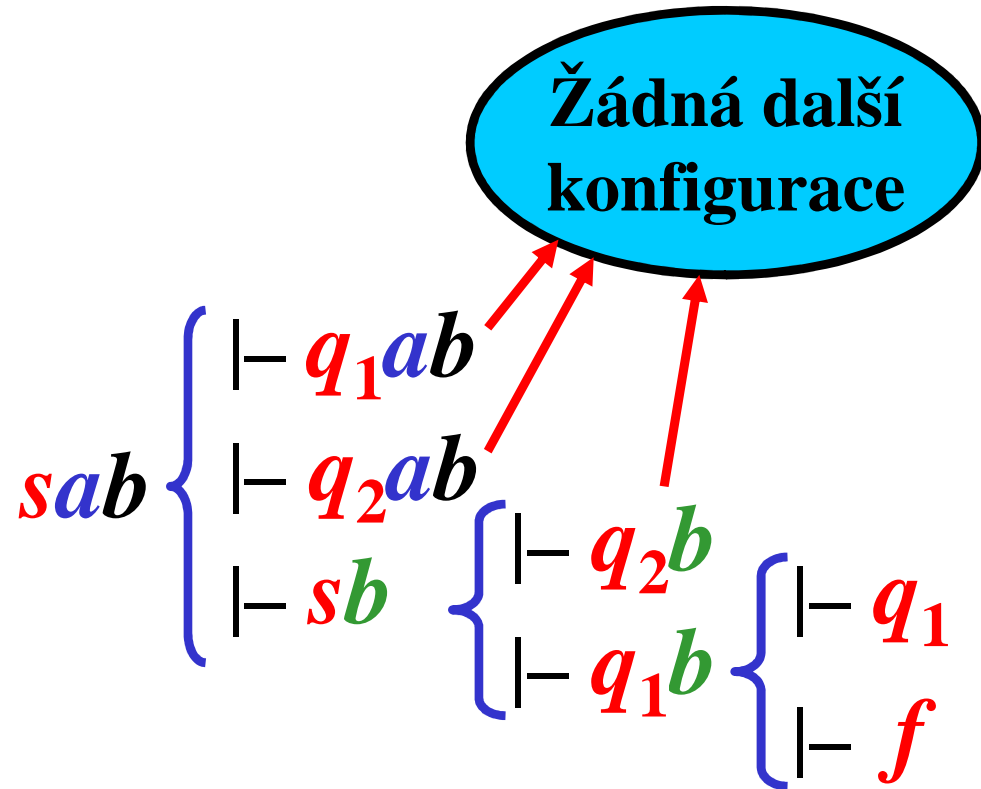 Žádná další
konfigurace
sab
|– q₁ab
|– q₂ab
|– sb
|– q₂b
|– q₁b
|– q₁
|– f